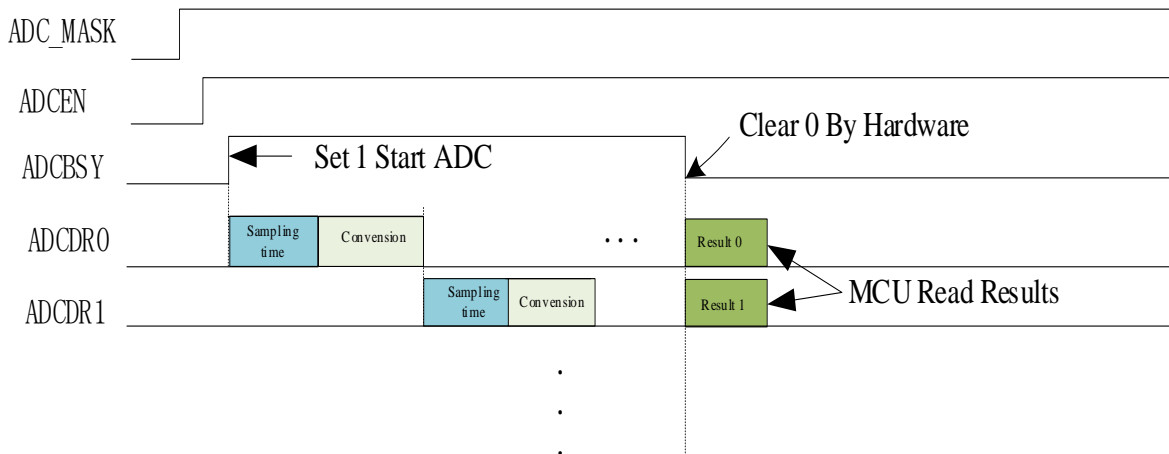 ADC_MASK
ADCEN
Clear 0 By Hardware
ADCBSY
Set 1 Start ADC
ADCDR0
Sampling
time
Convension
...
Result 0
MCU Read Results
ADCDR1
Sampling
time
Convension
Result 1
.
.
.